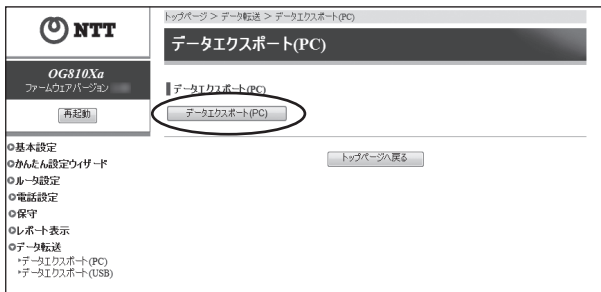 NTT
OG810Xa
ファームウェアバージョン
再起動
基本設定
かんたん設定ウィザード
ルータ設定
電話設定
保守
レポート表示
データ転送
データエクスポート(PC)
データエクスポート(USB)
トップページ > データ転送 > データエクスポート(PC)
データエクスポート(PC)
データエクスポート(PC)
データエクスポート(PC)
トップページへ戻る